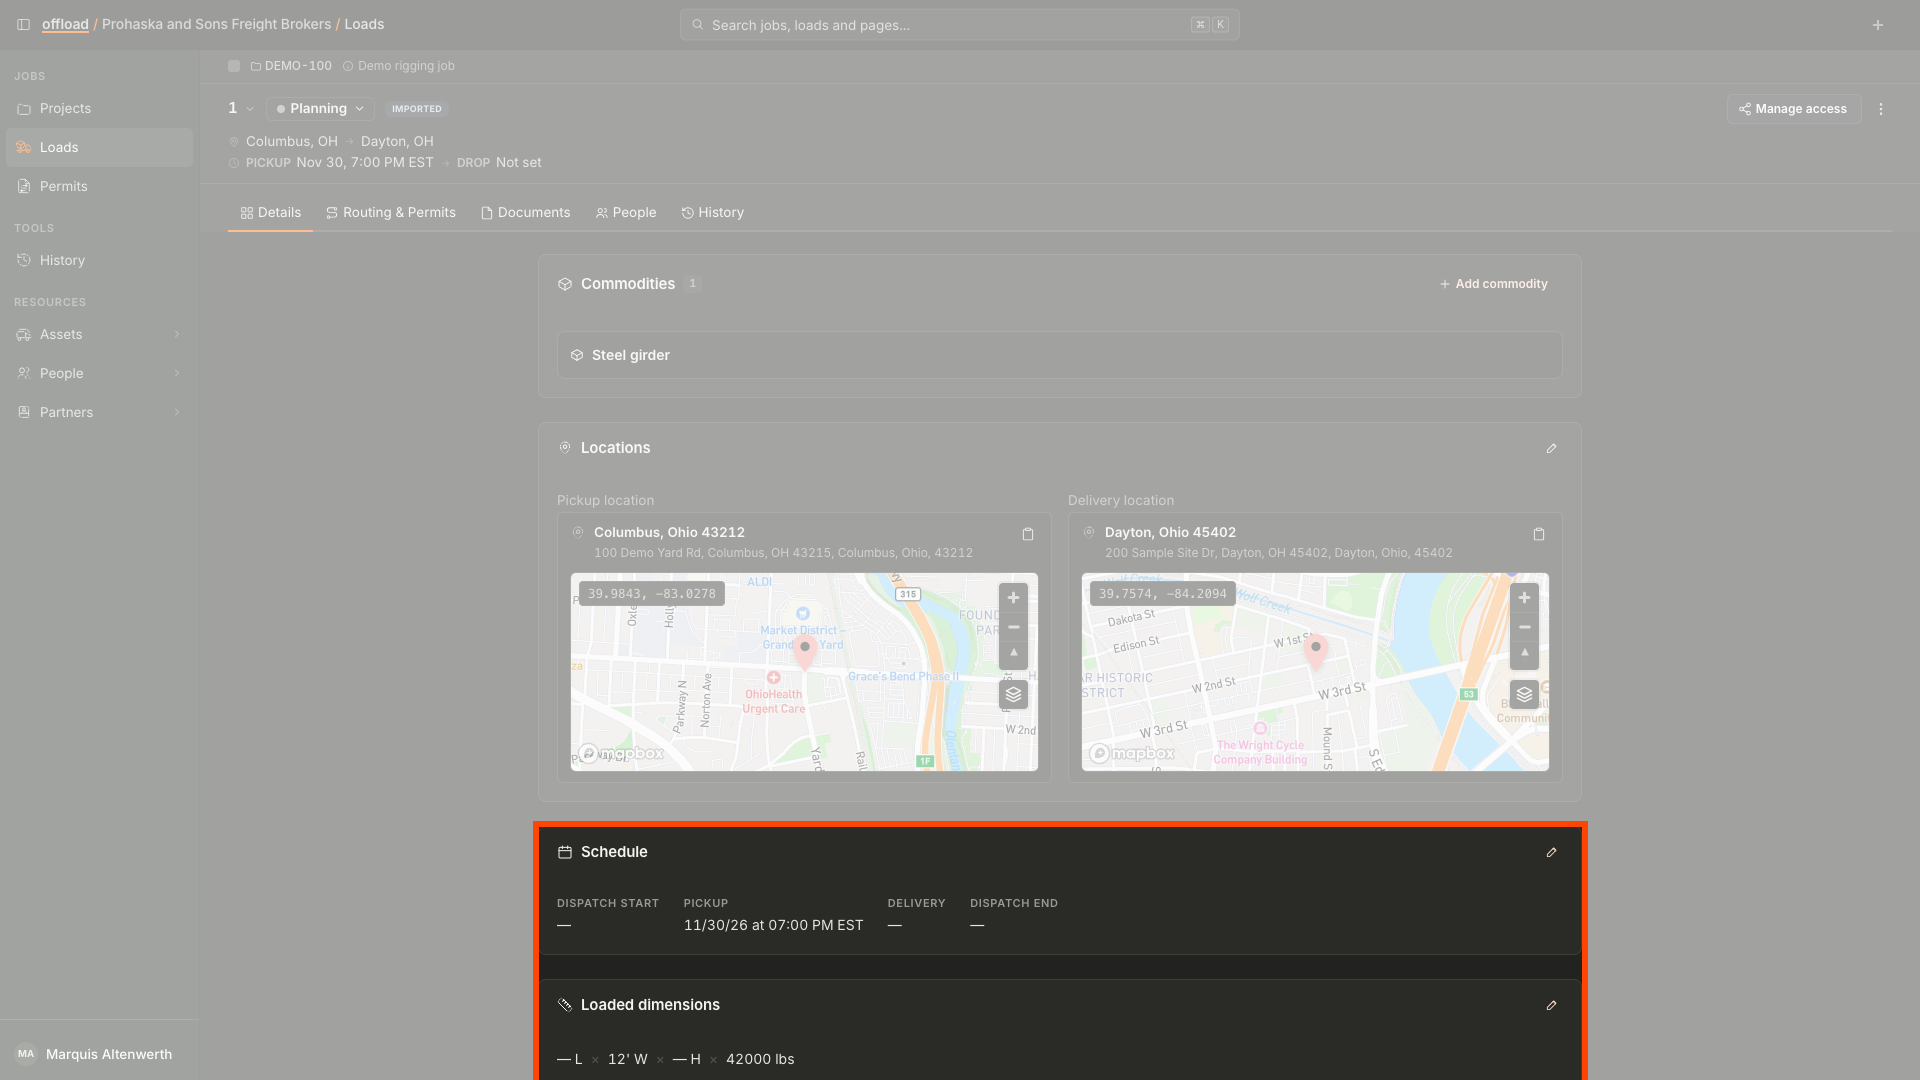 offload / Prohaska and Sons Freight Brokers / Loads
Search jobs, loads and pages...
⌘ K
JOBS
Projects
Loads
Permits
TOOLS
History
RESOURCES
Assets
People
Partners
MA Marquis Altenwerth
DEMO-100 Demo rigging job
1 Planning IMPORTED
Manage access
Columbus, OH → Dayton, OH
PICKUP Nov 30, 7:00 PM EST → DROP Not set
Details Routing & Permits Documents People History
Commodities 1
+ Add commodity
Steel girder
Locations
Pickup location
Columbus, Ohio 43212
100 Demo Yard Rd, Columbus, OH 43215, Columbus, Ohio, 43212
39.9843, −83.0278
ALDI
315
Market District –
Grand Yard
OhioHealth
Urgent Care
Grace's Bend Phase II
Parkway N
Norton Ave
W 2nd
1F
mapbox
Delivery location
Dayton, Ohio 45402
200 Sample Site Dr, Dayton, OH 45402, Dayton, Ohio, 45402
39.7574, −84.2094
Wolf Creek
Dakota St
Edison St
W 1st St
W 2nd St
W 3rd St
W 3rd St
53
The Wright Cycle
Company Building
mapbox
Schedule
DISPATCH START
—
PICKUP
11/30/26 at 07:00 PM EST
DELIVERY
—
DISPATCH END
—
Loaded dimensions
— L × 12' W × — H × 42000 lbs